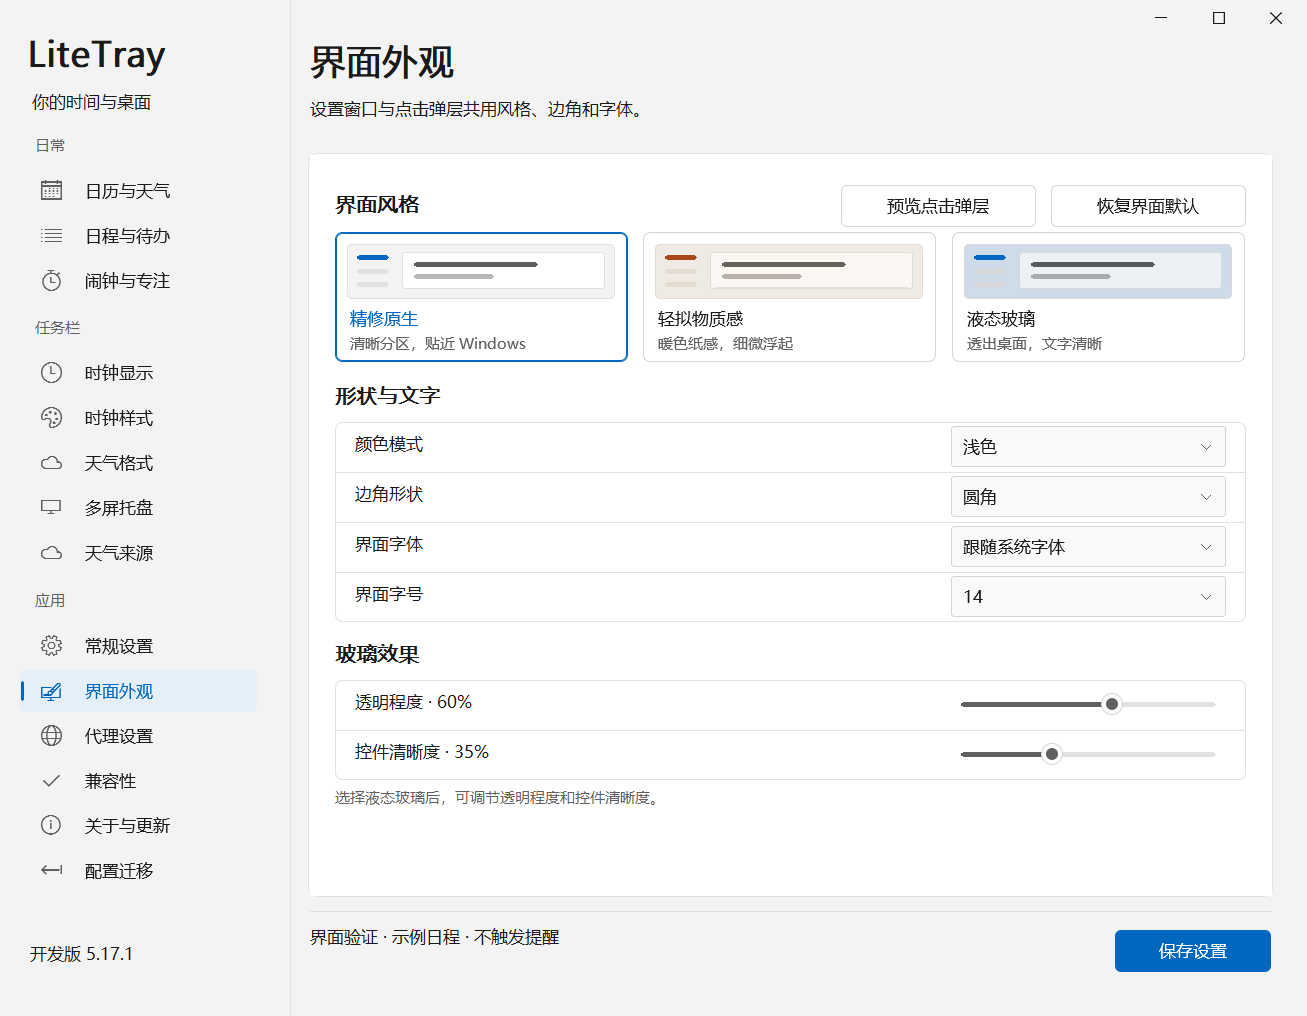 LiteTray
你的时间与桌面
日常
日历与天气
日程与待办
闹钟与专注
任务栏
时钟显示
时钟样式
天气格式
多屏托盘
天气来源
应用
常规设置
界面外观
代理设置
兼容性
关于与更新
配置迁移
开发版 5.17.1
界面外观
设置窗口与点击弹层共用风格、边角和字体。
界面风格
预览点击弹层
恢复界面默认
精修原生
清晰分区，贴近 Windows
轻拟物质感
暖色纸感，细微浮起
液态玻璃
透出桌面，文字清晰
形状与文字
颜色模式
浅色
边角形状
圆角
界面字体
跟随系统字体
界面字号
14
玻璃效果
透明程度 · 60%
控件清晰度 · 35%
选择液态玻璃后，可调节透明程度和控件清晰度。
界面验证 · 示例日程 · 不触发提醒
保存设置